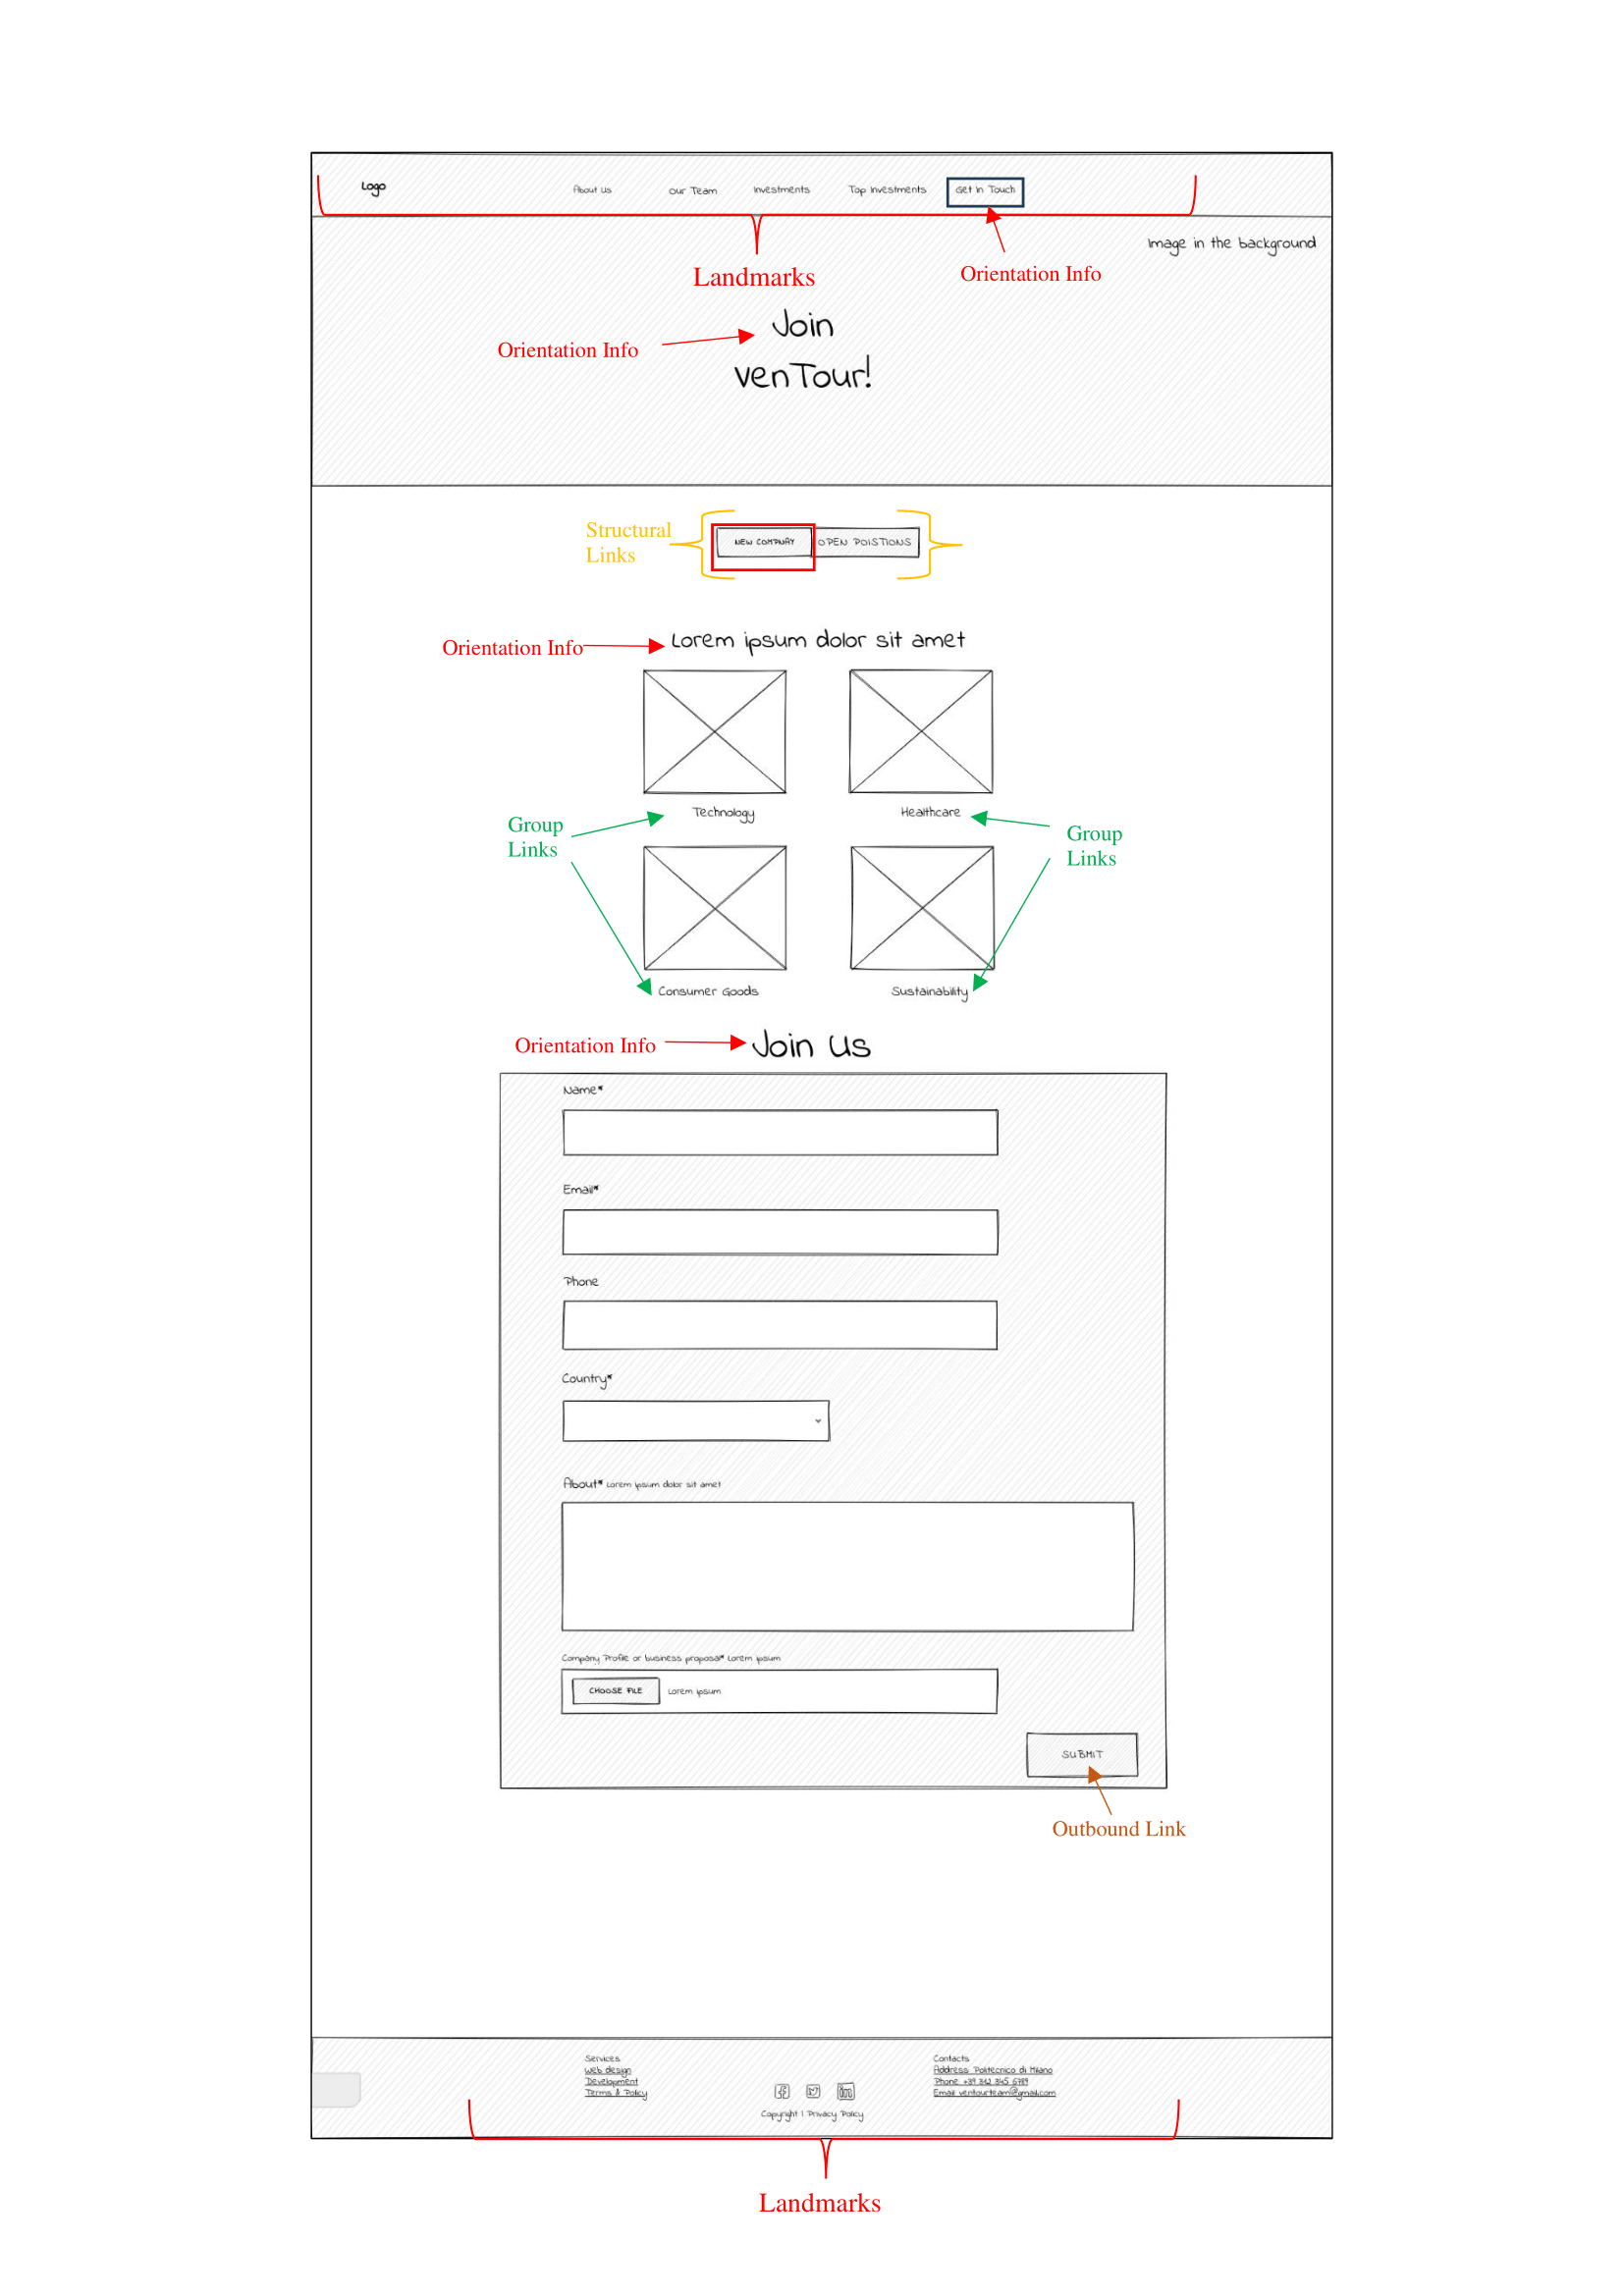 Logo
About Us
Our Team
Investments
Top Investments
Get In Touch
Image in the background
Landmarks
Orientation Info
Join
VenTour!
Orientation Info
Structural
Links
NEW COMPNAY
OPEN POISTIONS
Orientation Info
Lorem ipsum dolor sit amet
Technology
Healthcare
Group
Links
Group
Links
Consumer Goods
Sustainability
Orientation Info
Join Us
Name*
Email*
Phone
Country*
About* Lorem ipsum dolor sit amet
Company Profile or business proposal* Lorem ipsum
CHOOSE FILE
Lorem ipsum
SUBMIT
Outbound Link
Services
Web design
Development
Terms & Policy
Copyright | Privacy Policy
Contacts
Address: Politecnico di Milano
Phone: +39 312 345 6789
Email: ventourteam@gmail.com
Landmarks